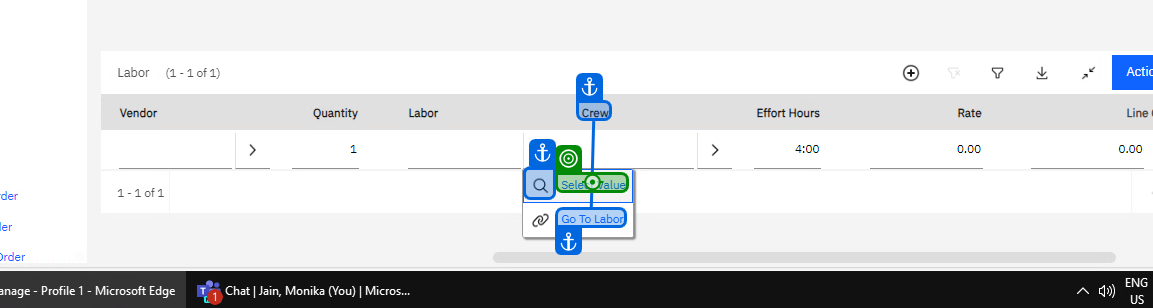 Labor (1 - 1 of 1) Actio
Vendor Quantity Labor Crew Effort Hours Rate Line C
1 4:00 0.00 0.00
Select Value
1 - 1 of 1
Go To Labor
rder
ler
Order
anage - Profile 1 - Microsoft Edge
Chat | Jain, Monika (You) | Micros...
1
ENG
US